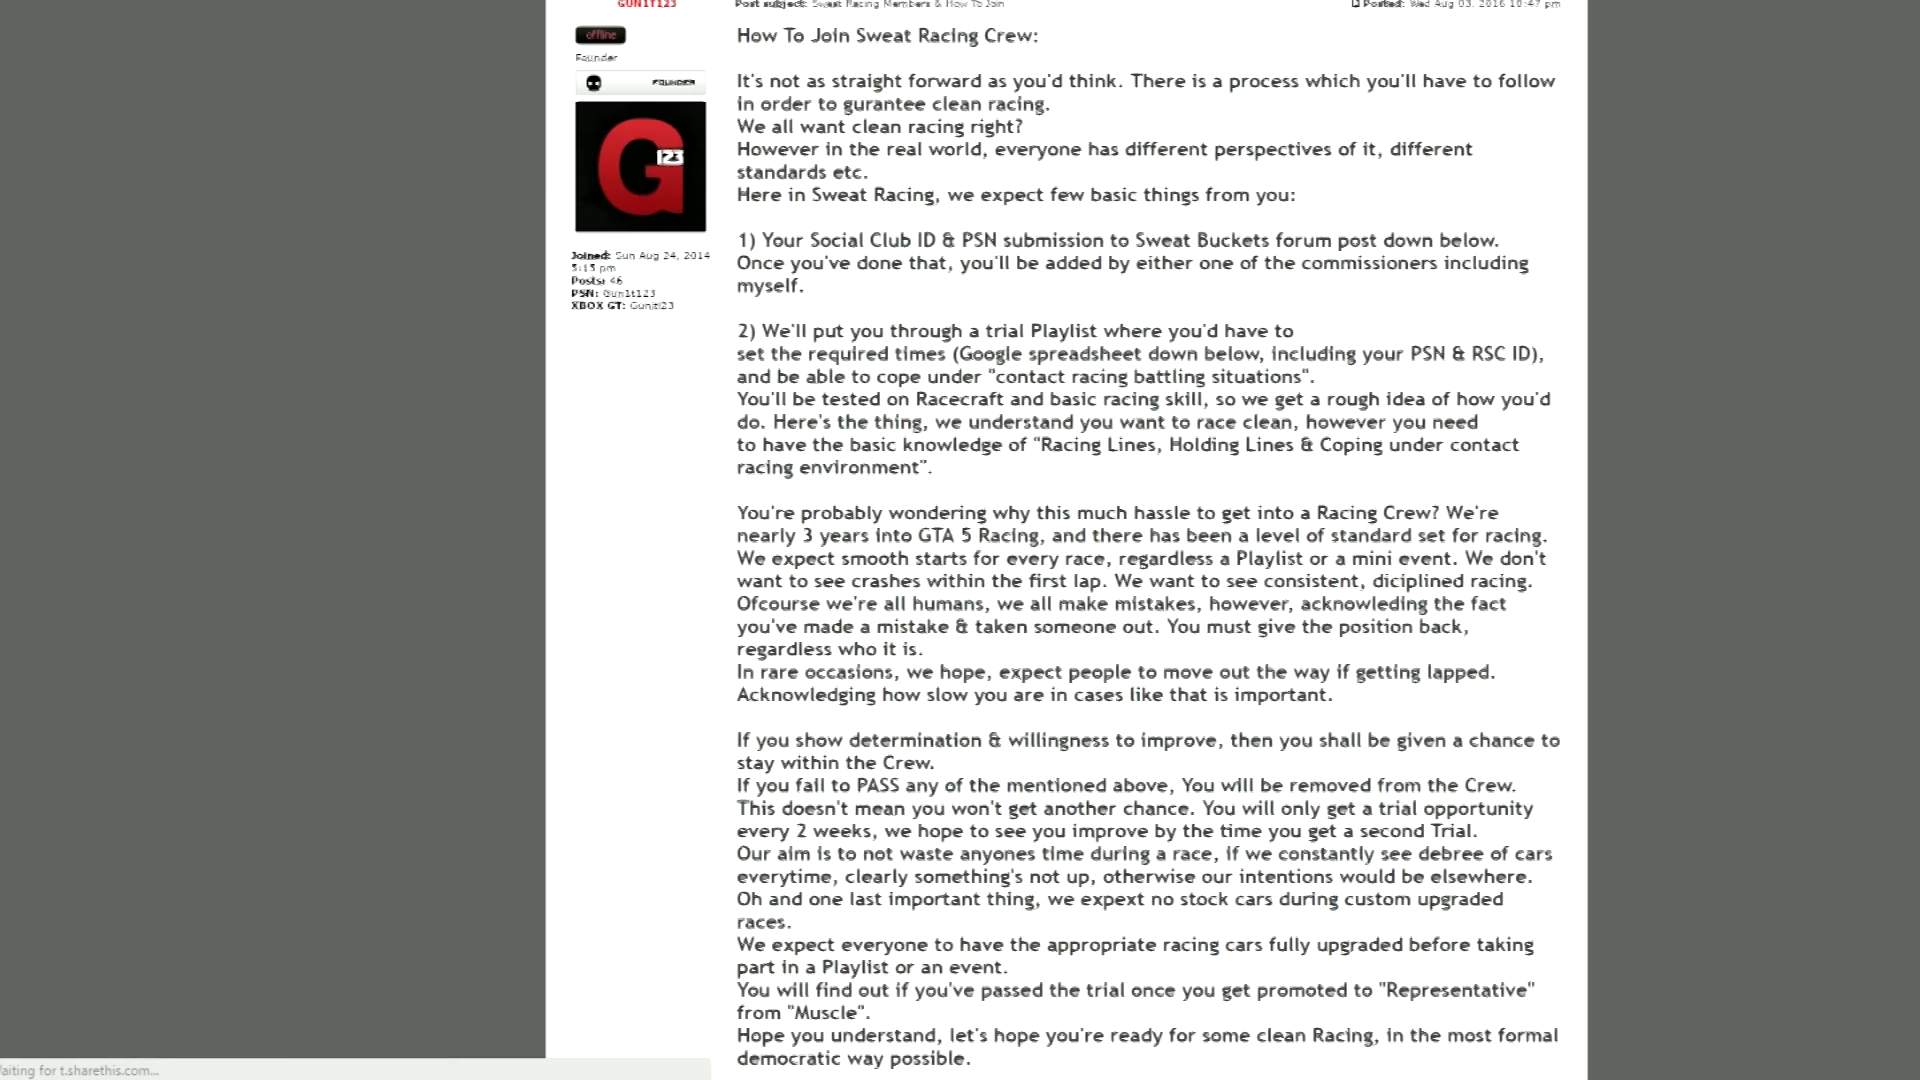 GUN1T123
Post subject: Sweat Racing Members & How To Join
Posted: Wed Aug 03, 2016 10:47 pm
offline
Founder
FOUNDER
G
123
Joined: Sun Aug 24, 2014
5:15 pm
Posts: 46
PSN: Gun1t123
XBOX GT: Gunit123
How To Join Sweat Racing Crew:
It's not as straight forward as you'd think. There is a process which you'll have to follow
in order to gurantee clean racing.
We all want clean racing right?
However in the real world, everyone has different perspectives of it, different
standards etc.
Here in Sweat Racing, we expect few basic things from you:
1) Your Social Club ID & PSN submission to Sweat Buckets forum post down below.
Once you've done that, you'll be added by either one of the commissioners including
myself.
2) We'll put you through a trial Playlist where you'd have to
set the required times (Google spreadsheet down below, including your PSN & RSC ID),
and be able to cope under "contact racing battling situations".
You'll be tested on Racecraft and basic racing skill, so we get a rough idea of how you'd
do. Here's the thing, we understand you want to race clean, however you need
to have the basic knowledge of "Racing Lines, Holding Lines & Coping under contact
racing environment".
You're probably wondering why this much hassle to get into a Racing Crew? We're
nearly 3 years into GTA 5 Racing, and there has been a level of standard set for racing.
We expect smooth starts for every race, regardless a Playlist or a mini event. We don't
want to see crashes within the first lap. We want to see consistent, diciplined racing.
Ofcourse we're all humans, we all make mistakes, however, acknowleding the fact
you've made a mistake & taken someone out. You must give the position back,
regardless who it is.
In rare occasions, we hope, expect people to move out the way if getting lapped.
Acknowledging how slow you are in cases like that is important.
If you show determination & willingness to improve, then you shall be given a chance to
stay within the Crew.
If you fail to PASS any of the mentioned above, You will be removed from the Crew.
This doesn't mean you won't get another chance. You will only get a trial opportunity
every 2 weeks, we hope to see you improve by the time you get a second Trial.
Our aim is to not waste anyones time during a race, if we constantly see debree of cars
everytime, clearly something's not up, otherwise our intentions would be elsewhere.
Oh and one last important thing, we expext no stock cars during custom upgraded
races.
We expect everyone to have the appropriate racing cars fully upgraded before taking
part in a Playlist or an event.
You will find out if you've passed the trial once you get promoted to "Representative"
from "Muscle".
Hope you understand, let's hope you're ready for some clean Racing, in the most formal
democratic way possible.
aiting for t.sharethis.com...